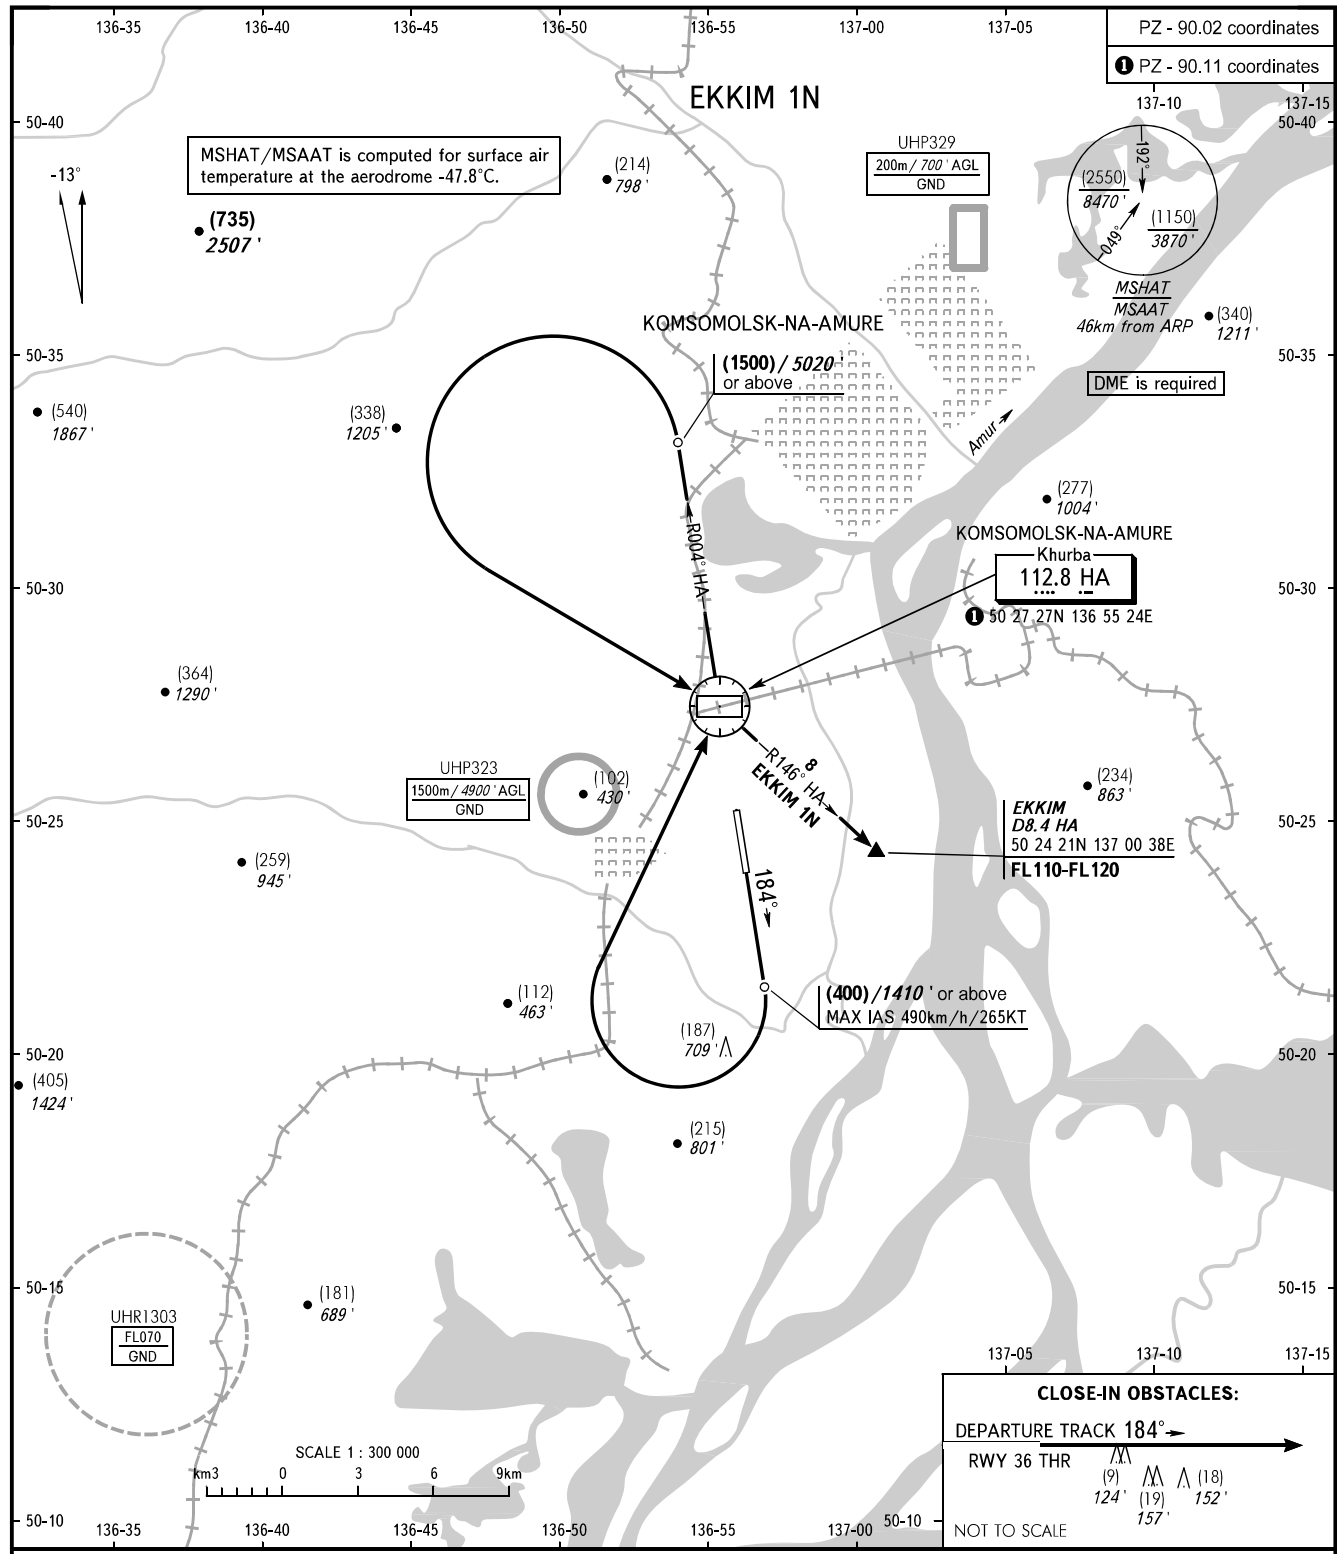 136-35 136-40 136-45 136-50 136-55 137-00 137-05
PZ - 90.02 coordinates
1 PZ - 90.11 coordinates
137-10 137-15
EKKIM 1N
50-40 50-40
MSHAT/MSAAT is computed for surface air
temperature at the aerodrome -47.8°C.
-13°
(214)
798'
UHP329
200m/700' AGL
GND
192°
(2550)
8470'
(1150)
3870'
049°
MSHAT
MSAAT
46km from ARP
(735)
2507'
(340)
1211'
KOMSOMOLSK-NA-AMURE
(1500)/5020'
or above
50-35 50-35
DME is required
(540)
1867'
(338)
1205'
Amur
(277)
1004'
R004° HA
KOMSOMOLSK-NA-AMURE
Khurba
112.8 HA
1 50 27 27N 136 55 24E
50-30 50-30
(364)
1290'
8
R146° HA
EKKIM 1N
UHP323
1500m/4900' AGL
GND
(102)
430'
(234)
863'
EKKIM
D8.4 HA
50 24 21N 137 00 38E
FL110-FL120
50-25 50-25
(259)
945'
184°
(112)
463'
(400)/1410' or above
MAX IAS 490km/h/265KT
(187)
709'
50-20 50-20
(405)
1424'
(215)
801'
50-15 50-15
(181)
689'
UHR1303
FL070
GND
137-05 137-10 137-15
CLOSE-IN OBSTACLES:
DEPARTURE TRACK 184°
RWY 36 THR
(9)
124'
(19)
157'
(18)
152'
NOT TO SCALE
SCALE 1 : 300 000
km3 0 3 6 9km
50-10 50-10
136-35 136-40 136-45 136-50 136-55 137-00